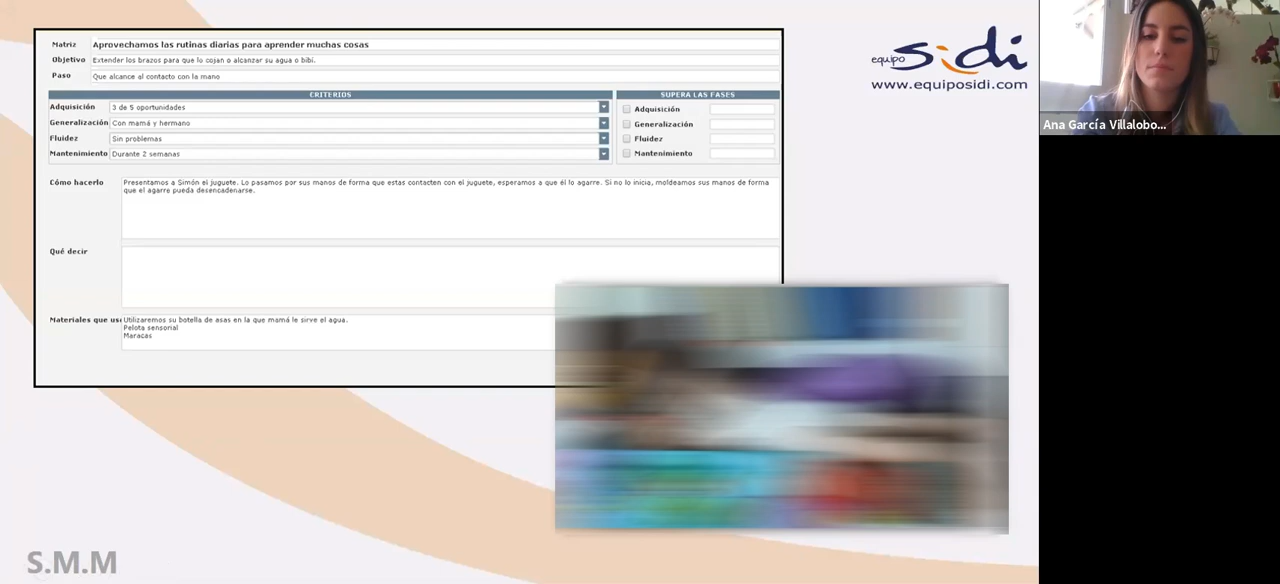 Matriz Aprovechamos las rutinas diarias para aprender muchas cosas
Objetivo Extender los brazos para que lo cojan o alcanzar su agua o bibi.
Paso Que alcance al contacto con la mano
CRITERIOS
Adquisición 3 de 5 oportunidades
Generalización Con mamá y hermano
Fluidez Sin problemas
Mantenimiento Durante 2 semanas
SUPERA LAS FASES
Adquisición
Generalización
Fluidez
Mantenimiento
Cómo hacerlo Presentamos a Simón el juguete. Lo pasamos por sus manos de forma que estas contacten con el juguete, esperamos a que él lo agarre. Si no lo inicia, moldeamos sus manos de forma
que el agarre pueda desencadenarse.
Qué decir
Materiales que us Utilizaremos su botella de asas en la que mamá le sirve el agua.
Pelota sensorial
Maracas
equipo sidi
www.equiposidi.com
Ana García Villalobo...
S.M.M